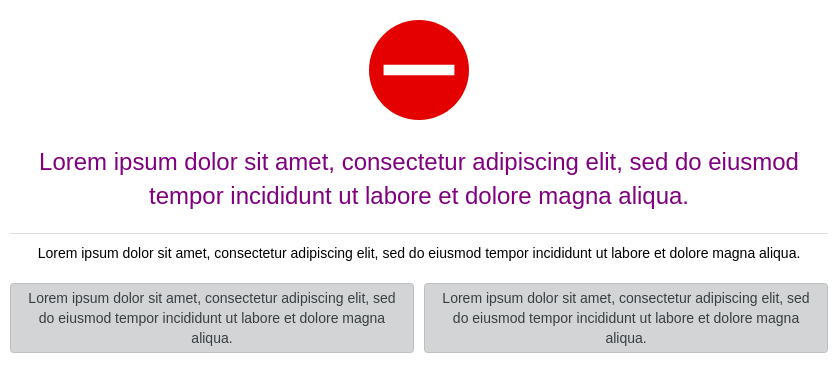 Lorem ipsum dolor sit amet, consectetur adipiscing elit, sed do eiusmod
tempor incididunt ut labore et dolore magna aliqua.
Lorem ipsum dolor sit amet, consectetur adipiscing elit, sed do eiusmod tempor incididunt ut labore et dolore magna aliqua.
Lorem ipsum dolor sit amet, consectetur adipiscing elit, sed
do eiusmod tempor incididunt ut labore et dolore magna
aliqua.
Lorem ipsum dolor sit amet, consectetur adipiscing elit, sed
do eiusmod tempor incididunt ut labore et dolore magna
aliqua.